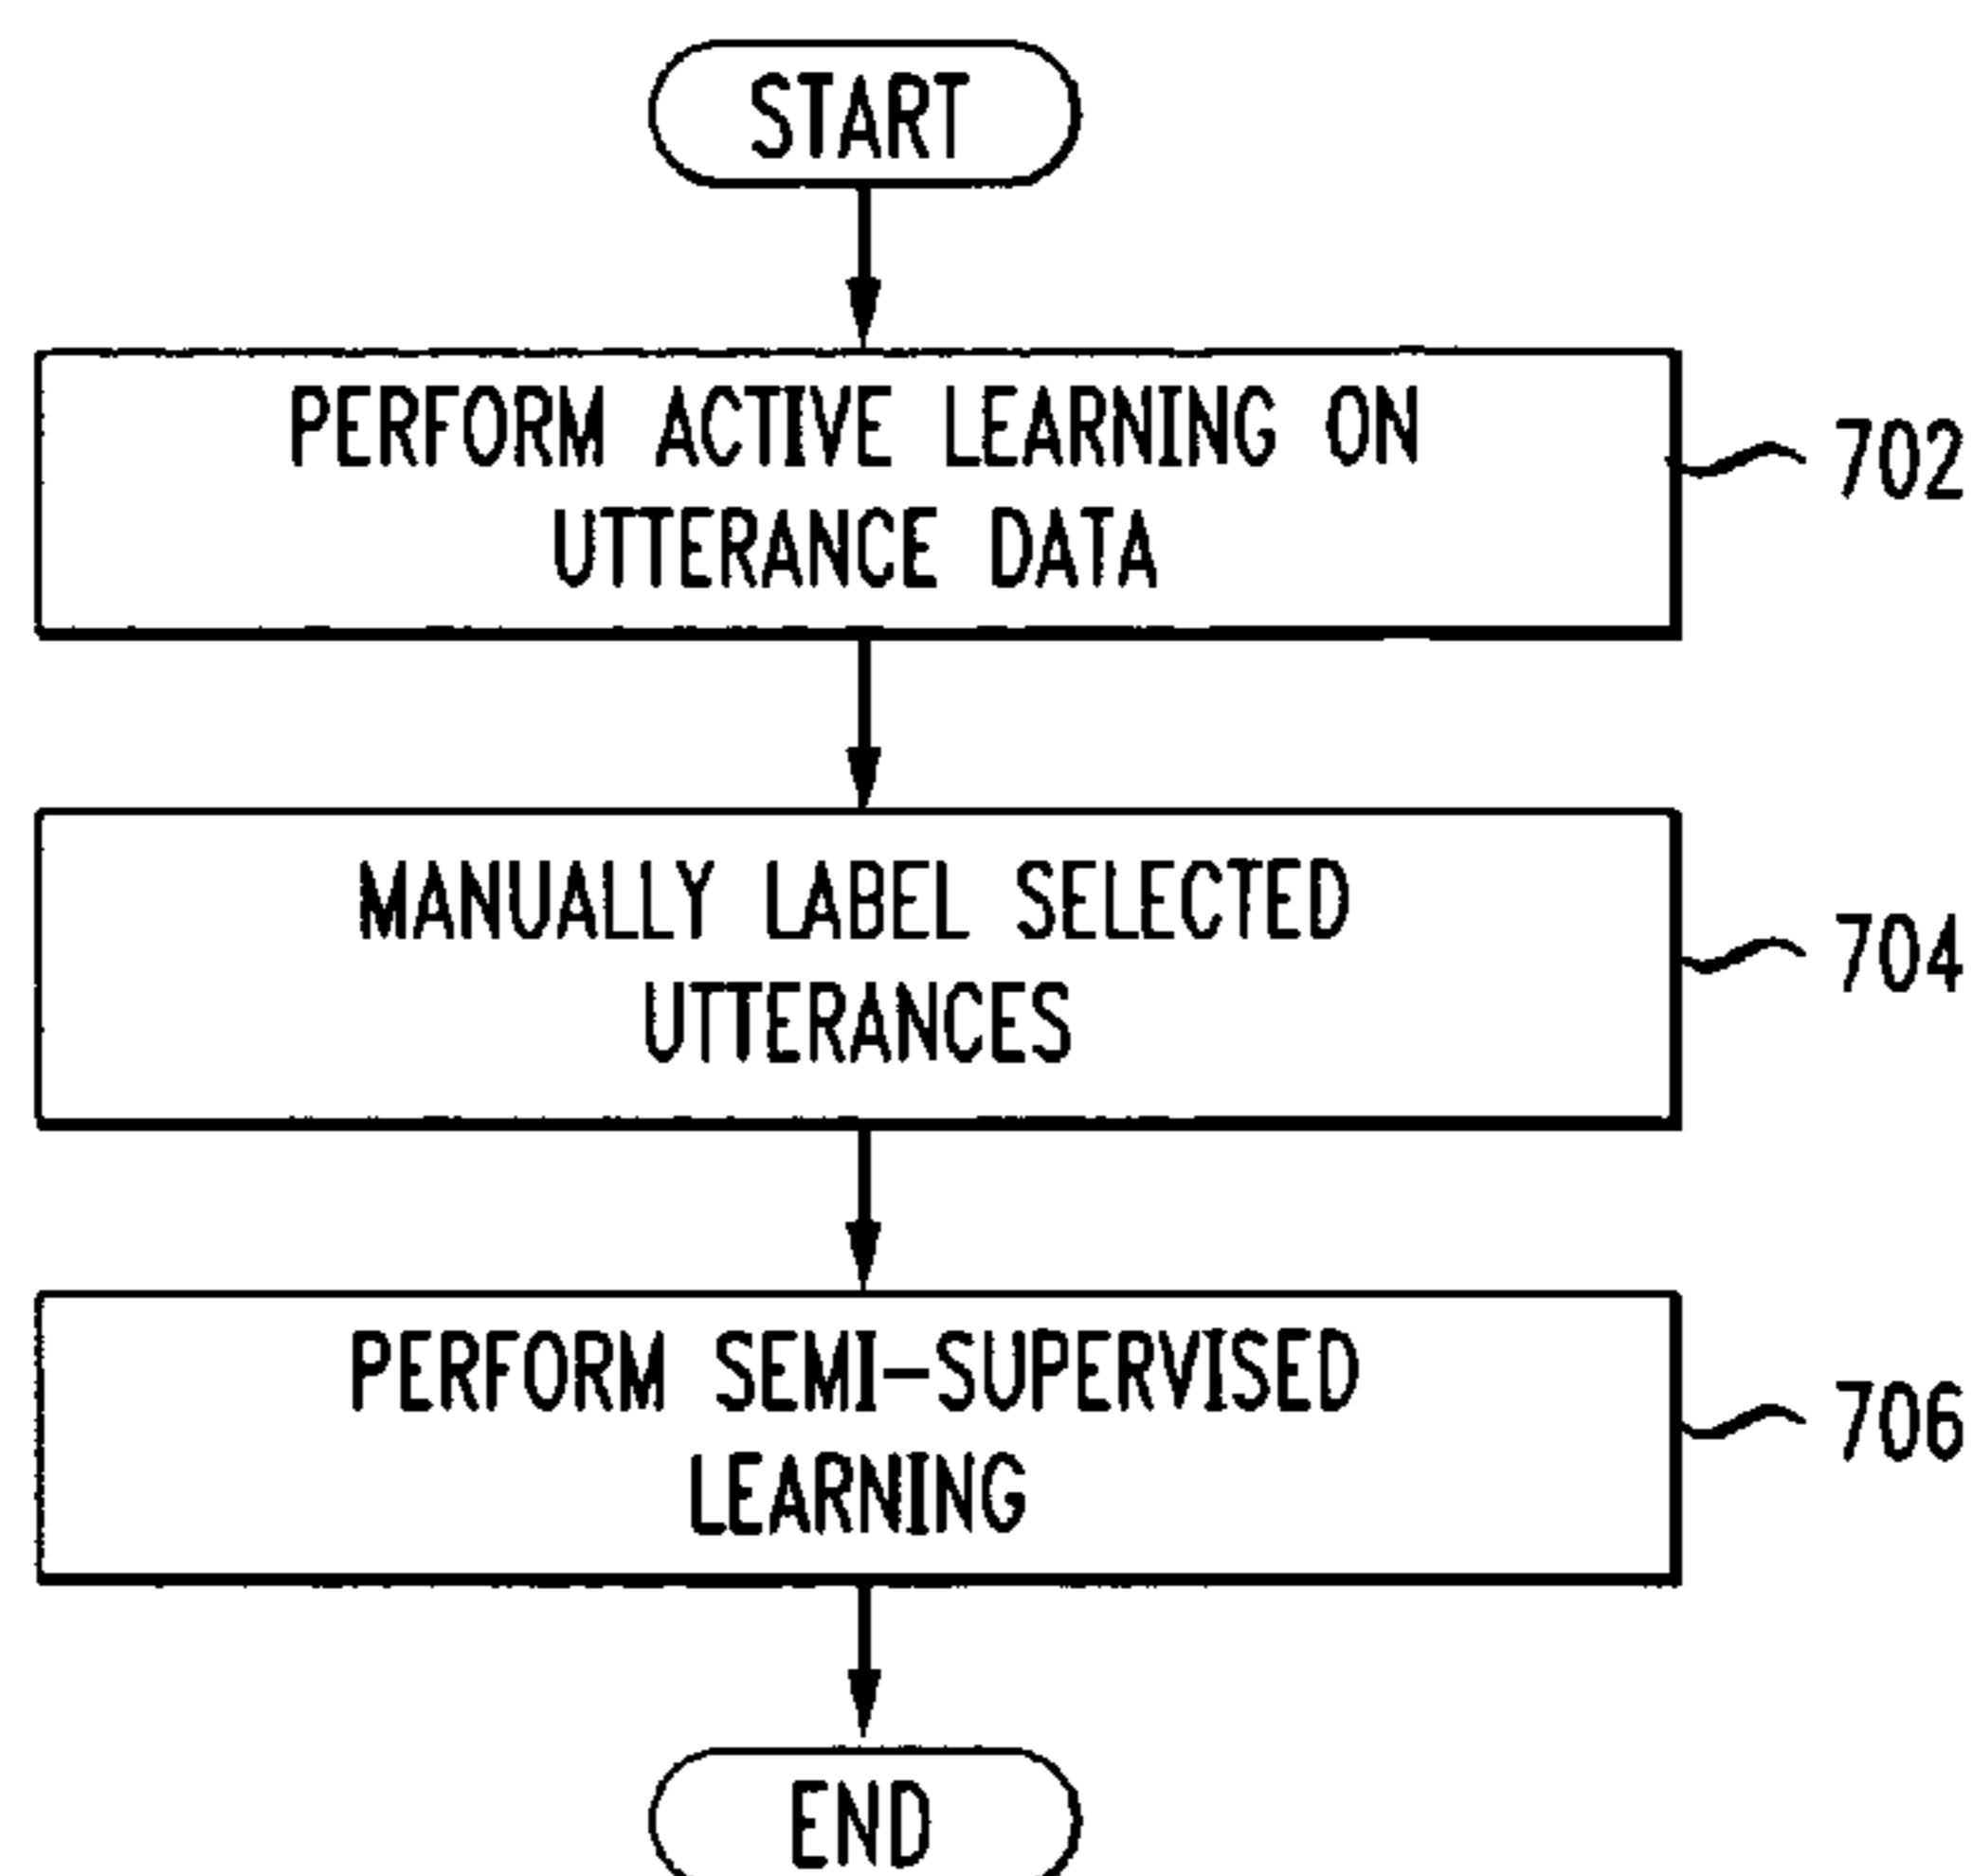 START
PERFORM ACTIVE LEARNING ON
UTTERANCE DATA
702
MANUALLY LABEL SELECTED
UTTERANCES
704
PERFORM SEMI-SUPERVISED
LEARNING
706
END